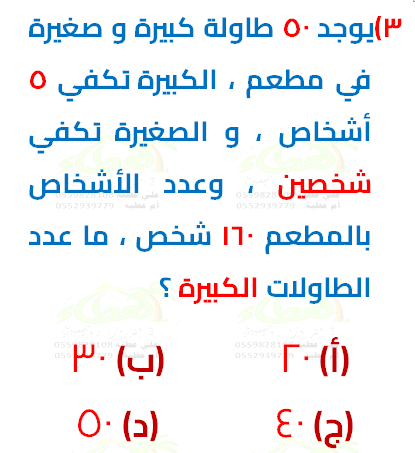 ٣)يوجد ٥٠ طاولة كبيرة و صغيرة
في مطعم ، الكبيرة تكفي ٥
أشخاص ، و الصغيرة تكفي
شخصين ، وعدد الأشخاص
بالمطعم ١٦٠ شخص ، ما عدد
الطاولات الكبيرة ؟
(أ) ٢٠ (ب) ٣٠
(ج) ٤٠ (د) ٥٠